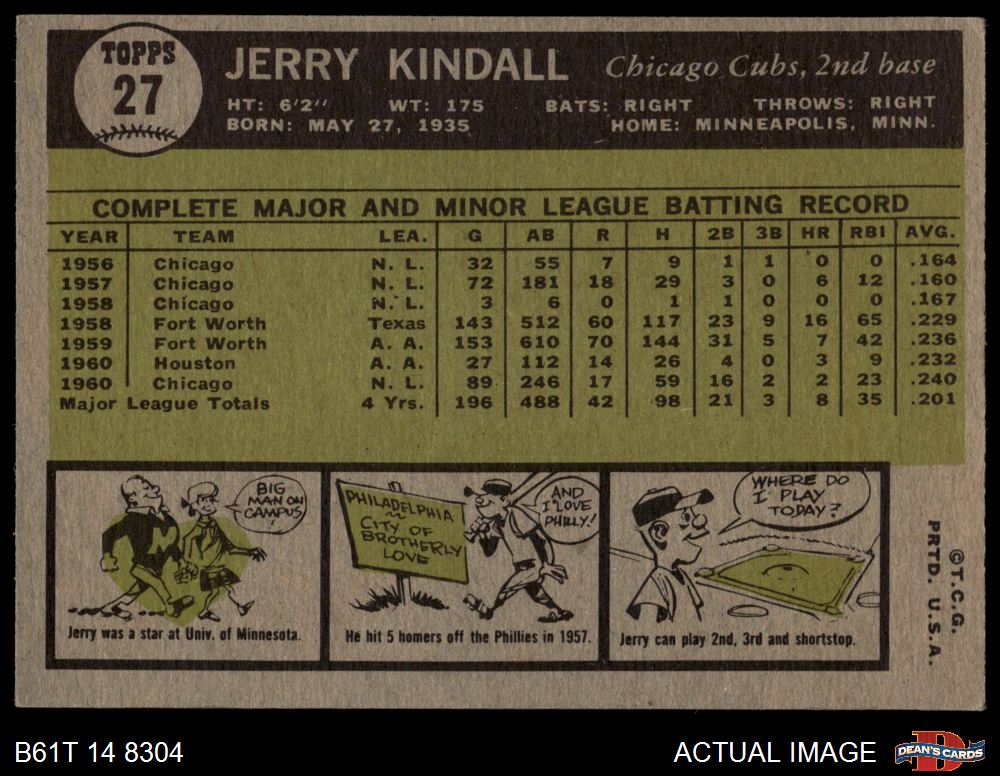 TOPPS
27
JERRY KINDALL Chicago Cubs, 2nd base
HT: 6'2" WT: 175 BATS: RIGHT THROWS: RIGHT
BORN: MAY 27, 1935 HOME: MINNEAPOLIS, MINN.
COMPLETE MAJOR AND MINOR LEAGUE BATTING RECORD
YEAR TEAM LEA. G AB R H 2B 3B HR RBI AVG.
1956 Chicago N. L. 32 55 7 9 1 1 0 0 .164
1957 Chicago N. L. 72 181 18 29 3 0 6 12 .160
1958 Chicago N. L. 3 6 0 1 1 0 0 0 .167
1958 Fort Worth Texas 143 512 60 117 23 9 16 65 .229
1959 Fort Worth A. A. 153 610 70 144 31 5 7 42 .236
1960 Houston A. A. 27 112 14 26 4 0 3 9 .232
1960 Chicago N. L. 89 246 17 59 16 2 2 23 .240
Major League Totals 4 Yrs. 196 488 42 98 21 3 8 35 .201
BIG
MAN ON
CAMPUS!
M
Jerry was a star at Univ. of Minnesota.
PHILADELPHIA
CITY OF
BROTHERLY
LOVE
AND
I LOVE
PHILLY!
He hit 5 homers off the Phillies in 1957.
WHERE DO
I PLAY
TODAY?
Jerry can play 2nd, 3rd and shortstop.
©T.C.G.
PRTD. U.S.A.
B61T 14 8304
ACTUAL IMAGE
DEAN'S CARDS